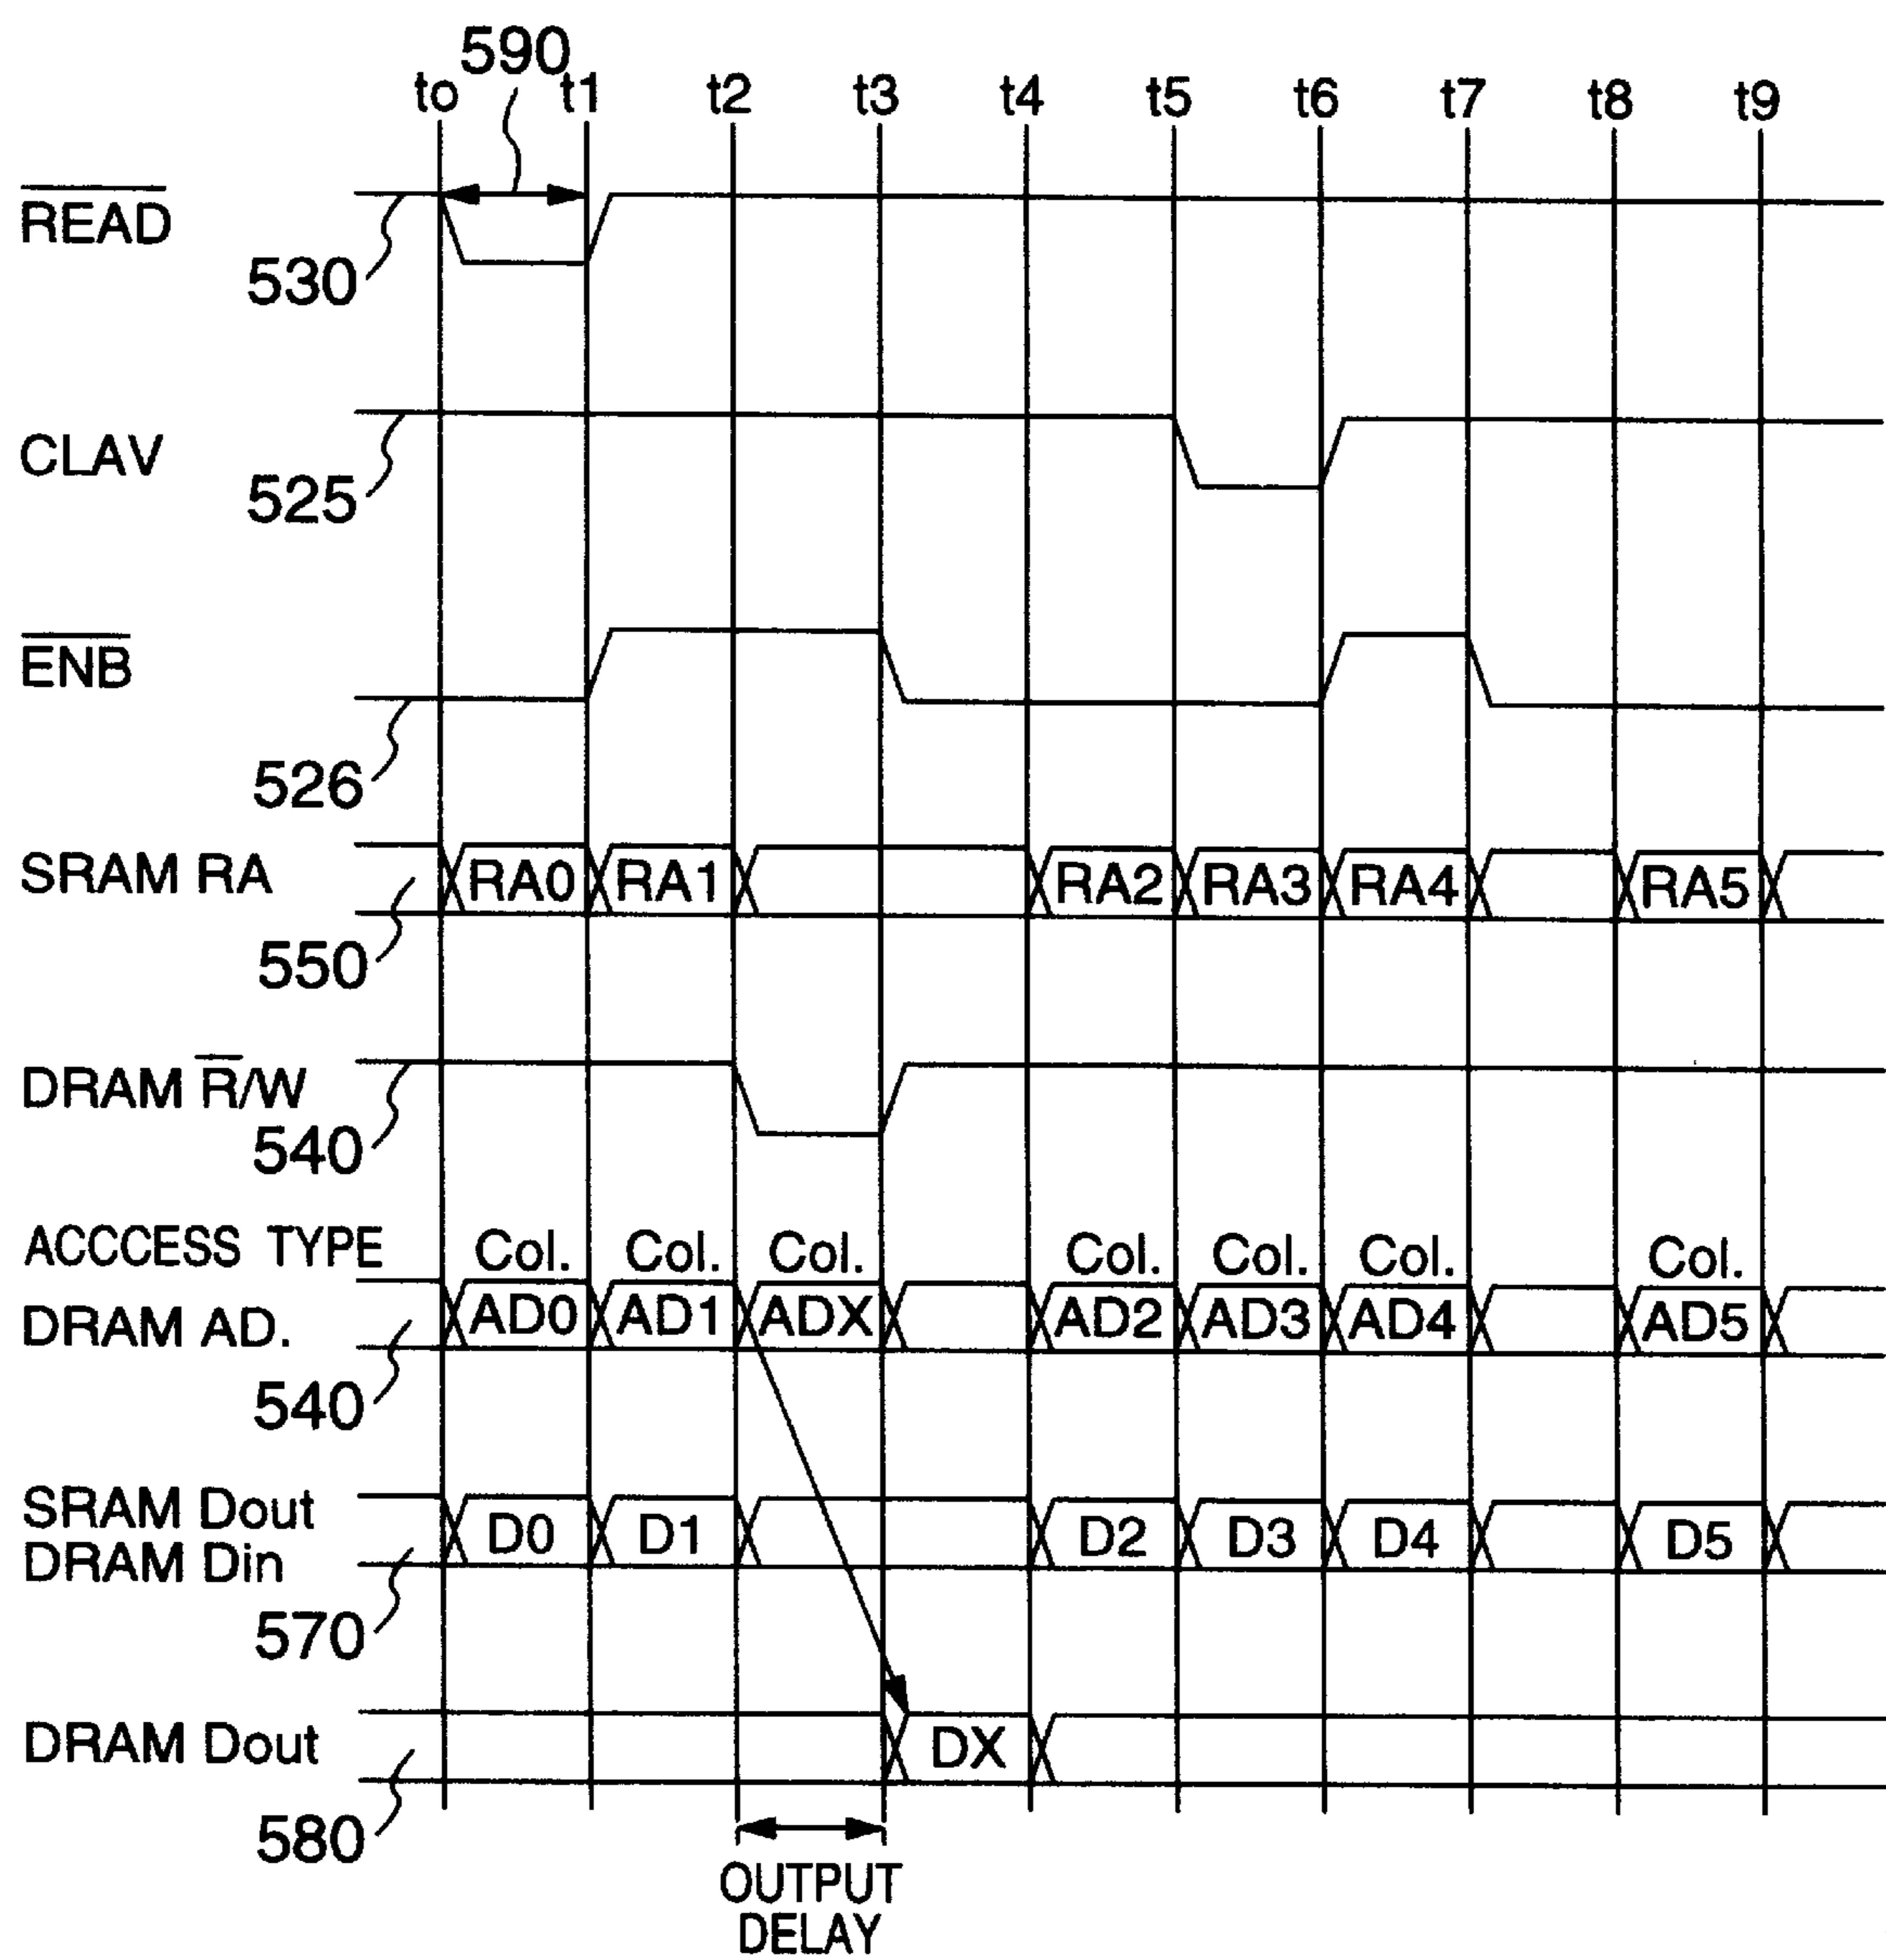 590
to t1 t2 t3 t4 t5 t6 t7 t8 t9
READ
530
CLAV
525
ENB
526
SRAM RA RA0 RA1 RA2 RA3 RA4 RA5
550
DRAM R/W
540
ACCCESS TYPE Col. Col. Col. Col. Col. Col. Col.
DRAM AD. AD0 AD1 ADX AD2 AD3 AD4 AD5
540
SRAM Dout
DRAM Din D0 D1 D2 D3 D4 D5
570
DRAM Dout DX
580
OUTPUT
DELAY